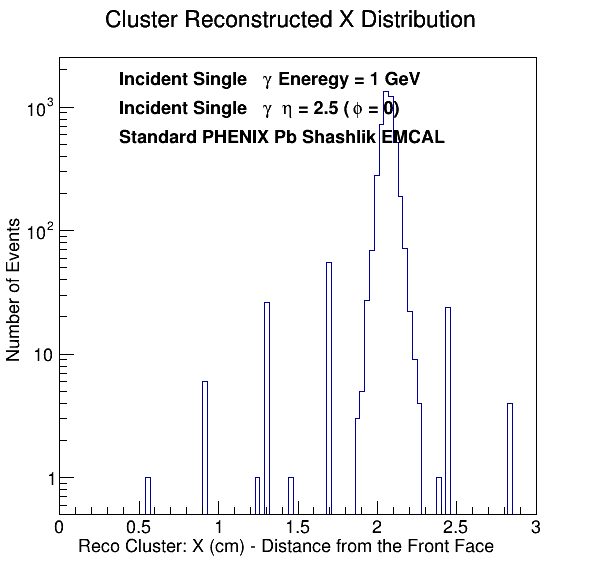 Cluster Reconstructed X Distribution
Incident Single γ Eneregy = 1 GeV
Incident Single γ η = 2.5 ( ϕ = 0)
Standard PHENIX Pb Shashlik EMCAL
Number of Events
10³
10²
10
1
0 0.5 1 1.5 2 2.5 3
Reco Cluster: X (cm) - Distance from the Front Face